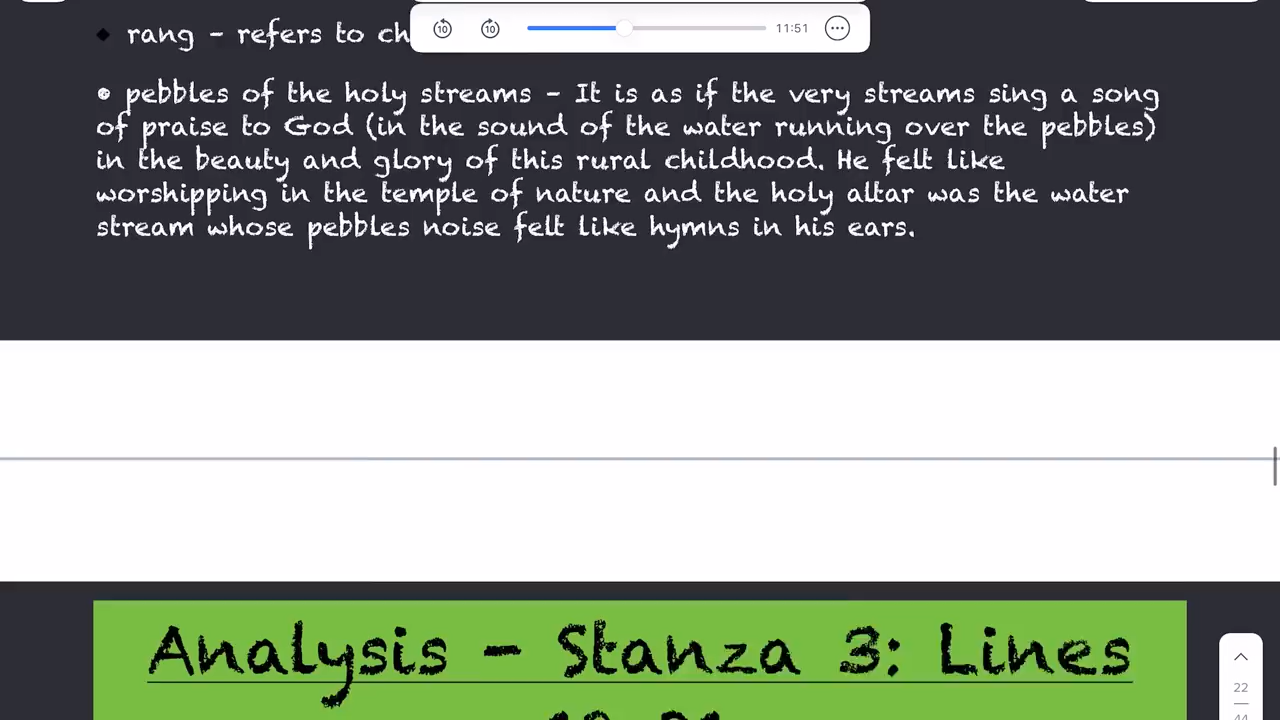 ◆ rang - refers to ch
11:51
• pebbles of the holy streams - It is as if the very streams sing a song
of praise to God (in the sound of the water running over the pebbles)
in the beauty and glory of this rural childhood. He felt like
worshipping in the temple of nature and the holy altar was the water
stream whose pebbles noise felt like hymns in his ears.
Analysis - Stanza 3: Lines
22